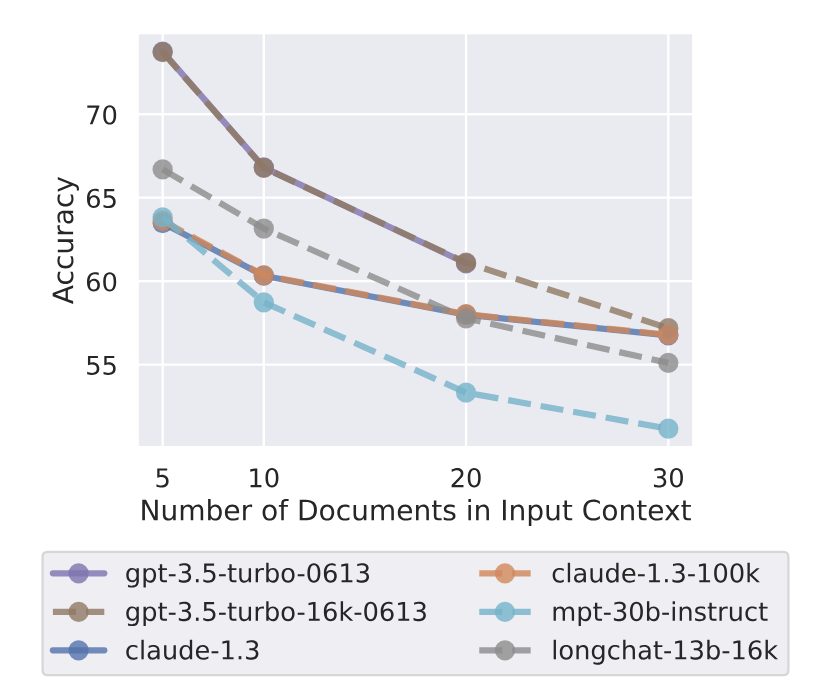 70
65
60
55
Accuracy
5 10 20 30
Number of Documents in Input Context
gpt-3.5-turbo-0613
gpt-3.5-turbo-16k-0613
claude-1.3
claude-1.3-100k
mpt-30b-instruct
longchat-13b-16k